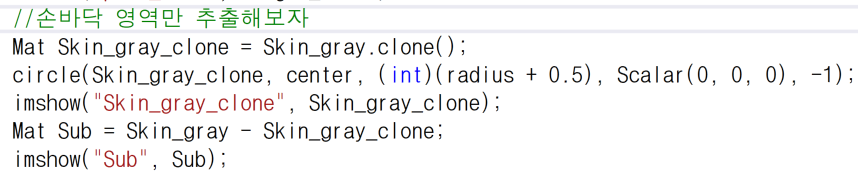 //손바닥 영역만 추출해보자
Mat Skin_gray_clone = Skin_gray.clone();
circle(Skin_gray_clone, center, (int)(radius + 0.5), Scalar(0, 0, 0), -1);
imshow("Skin_gray_clone", Skin_gray_clone);
Mat Sub = Skin_gray - Skin_gray_clone;
imshow("Sub", Sub);